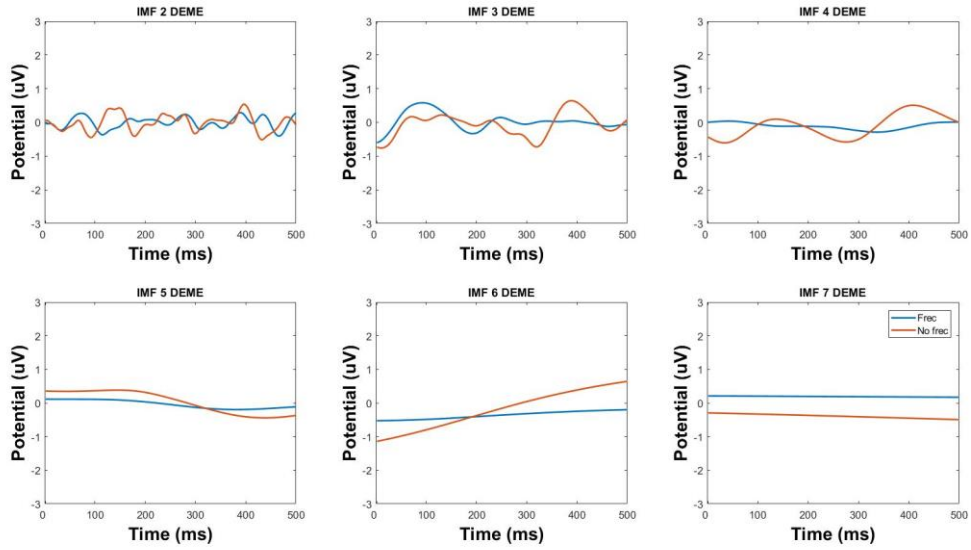 IMF 2 DEME
3
2
1
0
-1
-2
-3
Potential (uV)
0 100 200 300 400 500
Time (ms)
IMF 3 DEME
3
2
1
0
-1
-2
-3
Potential (uV)
0 100 200 300 400 500
Time (ms)
IMF 4 DEME
3
2
1
0
-1
-2
-3
Potential (uV)
0 100 200 300 400 500
Time (ms)
IMF 5 DEME
3
2
1
0
-1
-2
-3
Potential (uV)
0 100 200 300 400 500
Time (ms)
IMF 6 DEME
3
2
1
0
-1
-2
-3
Potential (uV)
0 100 200 300 400 500
Time (ms)
IMF 7 DEME
Frec
No frec
3
2
1
0
-1
-2
-3
Potential (uV)
0 100 200 300 400 500
Time (ms)